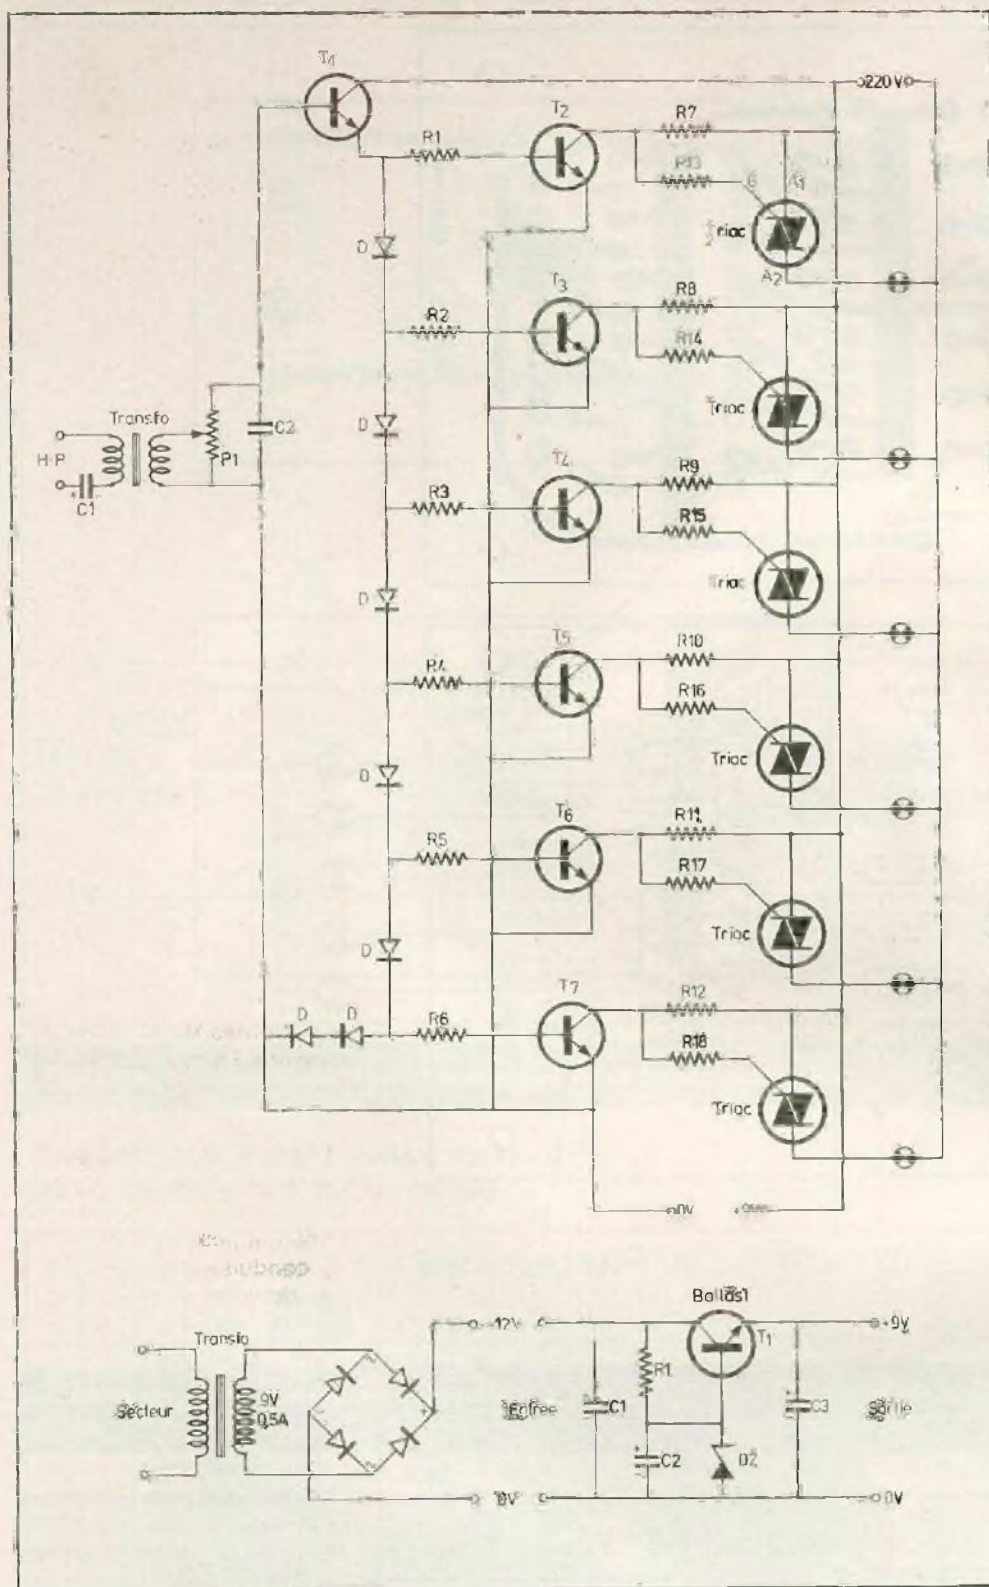 T1
220V
T2
R7
R1
R13
G
A1
Triac
D
A2
T3
R8
R2
R14
Transfo
Triac
D
C2
H-P
P1
T4
R9
C1
R3
R15
Triac
D
T5
R10
R4
R16
Triac
D
T6
R11
R5
R17
Triac
D
T7
R12
D
D
R6
R18
Triac
0V
Ballast
Transfo
12V
+9V
T1
R1
Secteur
9V
0,5A
Entrée
C1
C3
Sortie
C2
DZ
0V
0V